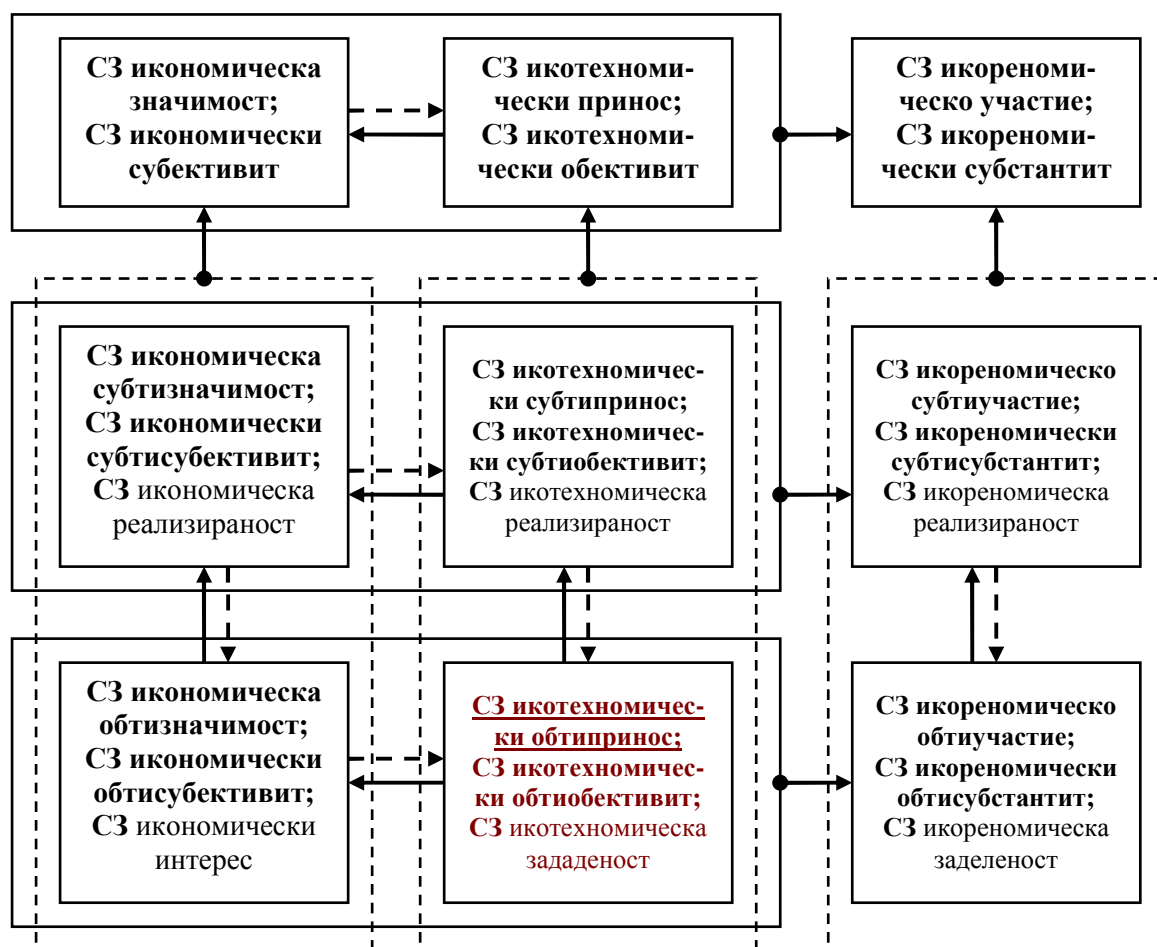 СЗ икономическа
значимост;
СЗ икономически
субективит
СЗ икотехноми-
чески принос;
СЗ икотехноми-
чески обективит
СЗ икореноми-
ческо участие;
СЗ икореноми-
чески субстантит
СЗ икономическа
субтизначимост;
СЗ икономически
субтисубективит;
СЗ икономическа
реализираност
СЗ икотехномичес-
ки субтипринос;
СЗ икотехномичес-
ки субтиобективит;
СЗ икотехномическа
реализираност
СЗ икореномическо
субтиучастие;
СЗ икореномически
субтисубстантит;
СЗ икореномическа
реализираност
СЗ икономическа
обтизначимост;
СЗ икономически
обтисубективит;
СЗ икономически
интерес
СЗ икотехномичес-
ки обтипринос;
СЗ икотехномичес-
ки обтиобективит;
СЗ икотехномическа
зададеност
СЗ икореномическо
обтиучастие;
СЗ икореномически
обтисубстантит;
СЗ икореномическа
заделеност